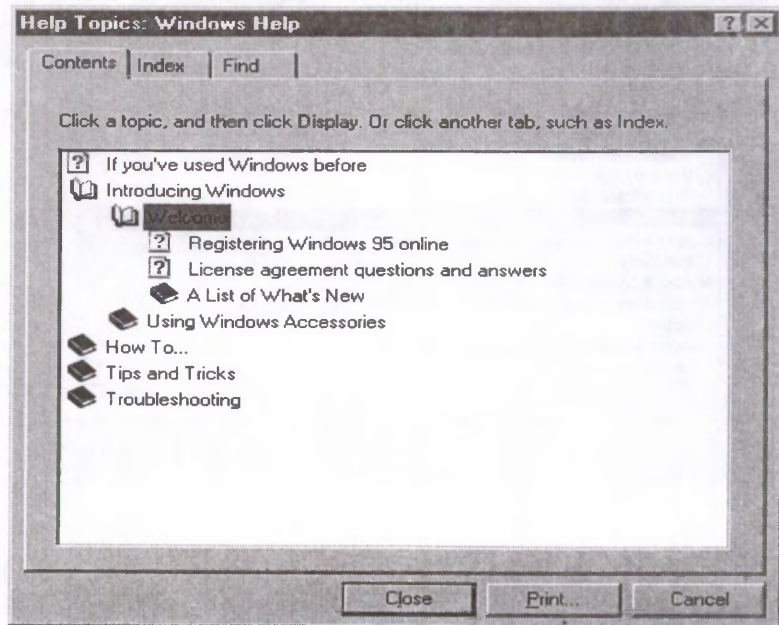 Help Topics: Windows Help
Contents Index Find
Click a topic, and then click Display. Or click another tab, such as Index.
If you've used Windows before
Introducing Windows
Welcome
Registering Windows 95 online
License agreement questions and answers
A List of What's New
Using Windows Accessories
How To...
Tips and Tricks
Troubleshooting
Close Print... Cancel